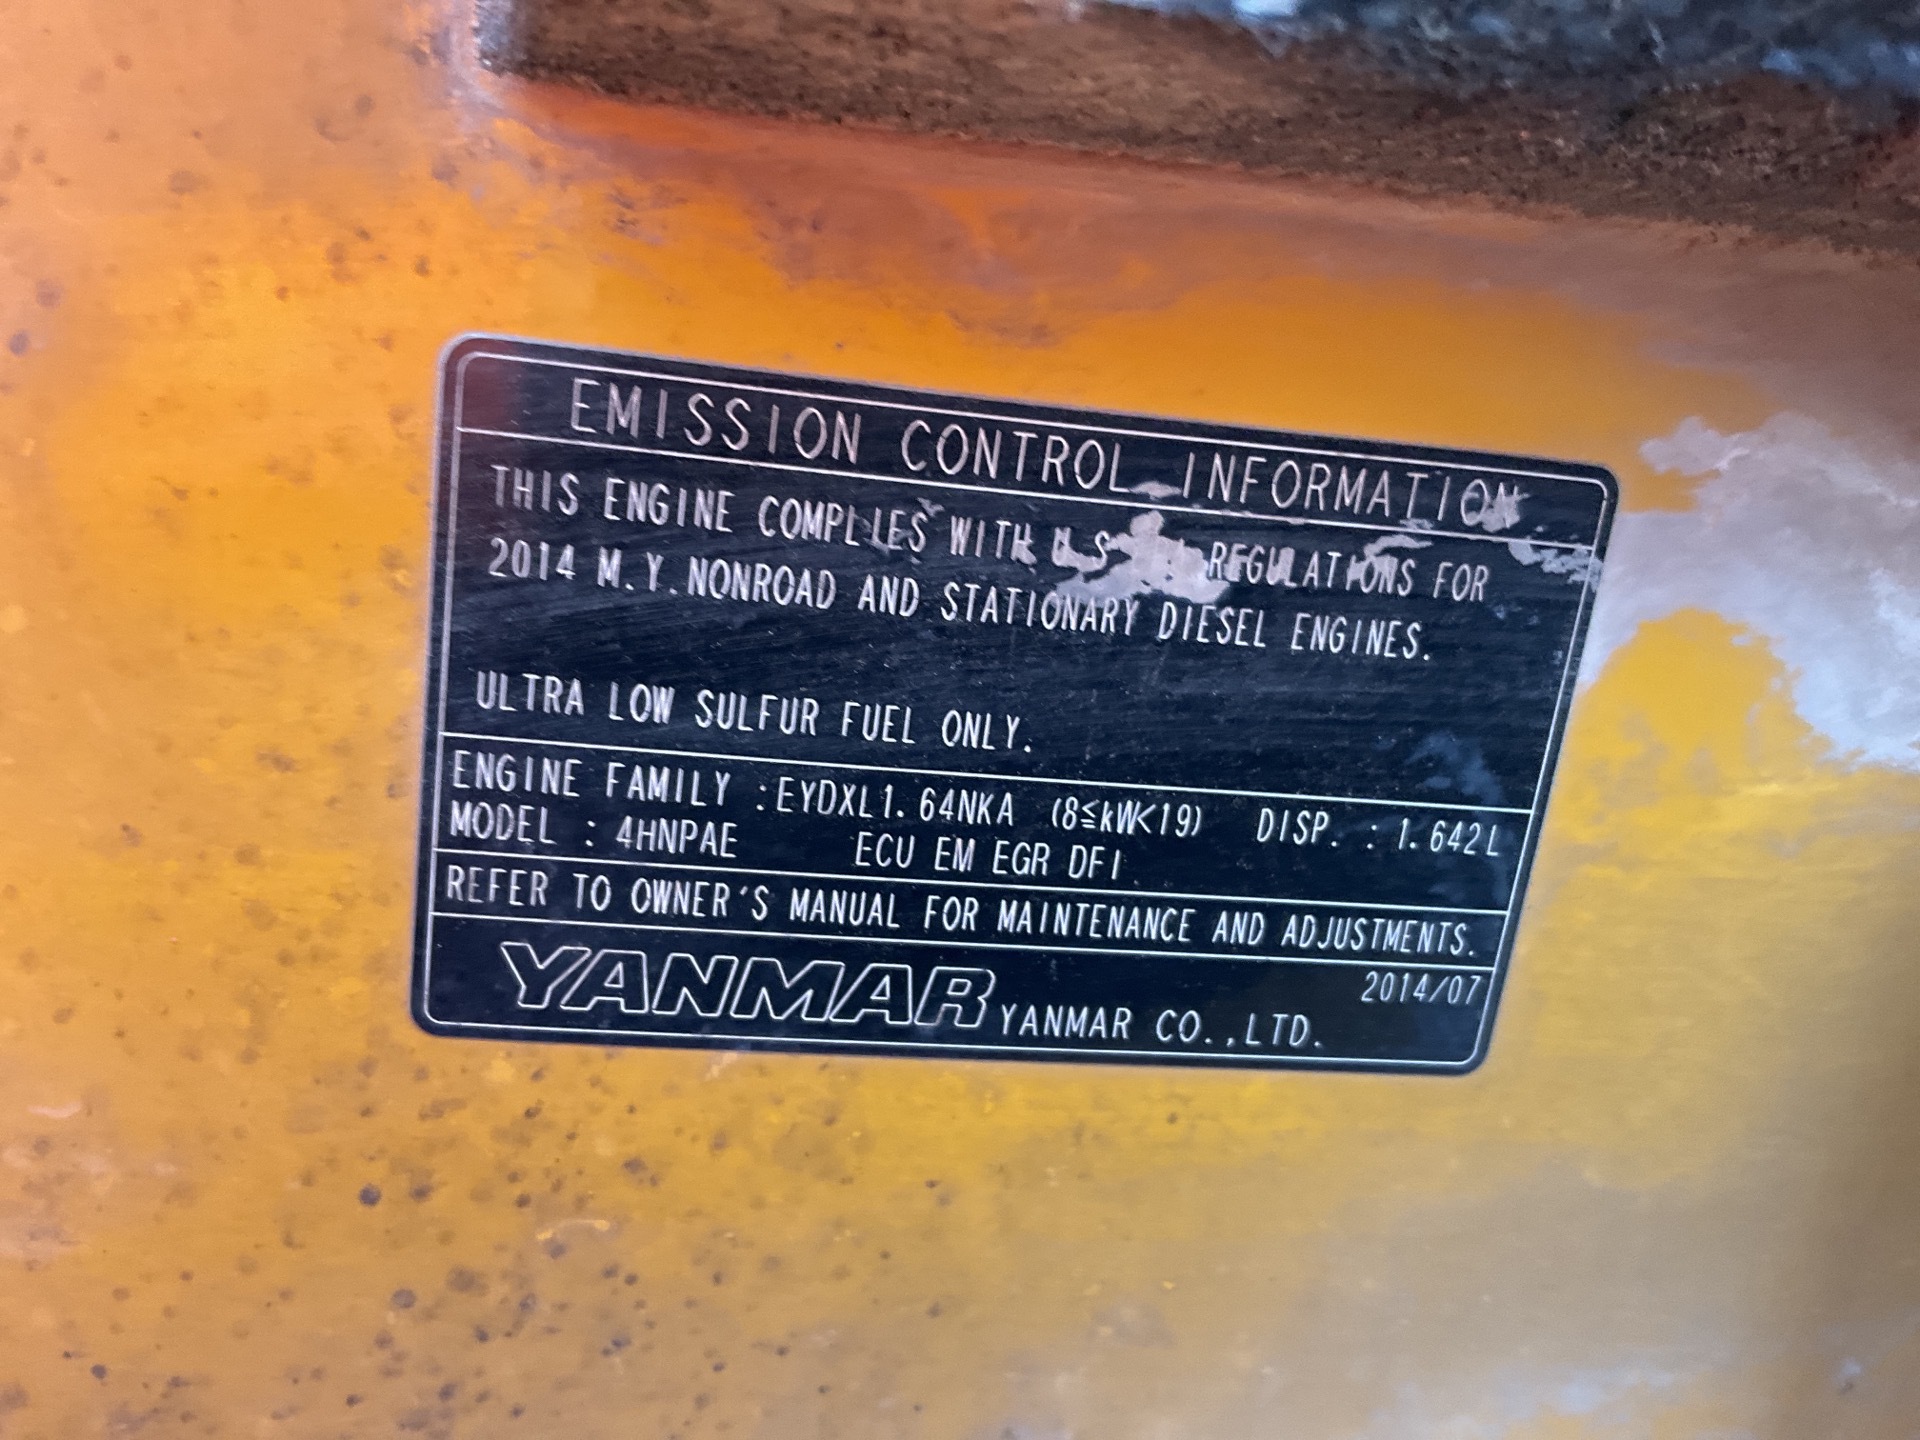 EMISSION CONTROL INFORMATION
THIS ENGINE COMPLIES WITH U.S. REGULATIONS FOR
2014 M.Y. NONROAD AND STATIONARY DIESEL ENGINES.
ULTRA LOW SULFUR FUEL ONLY.
ENGINE FAMILY :EYDXL1.64NKA (8≦kW<19) DISP. : 1.642L
MODEL : 4HNPAE ECU EM EGR DFI
REFER TO OWNER'S MANUAL FOR MAINTENANCE AND ADJUSTMENTS.
2014/07
YANMAR YANMAR CO.,LTD.